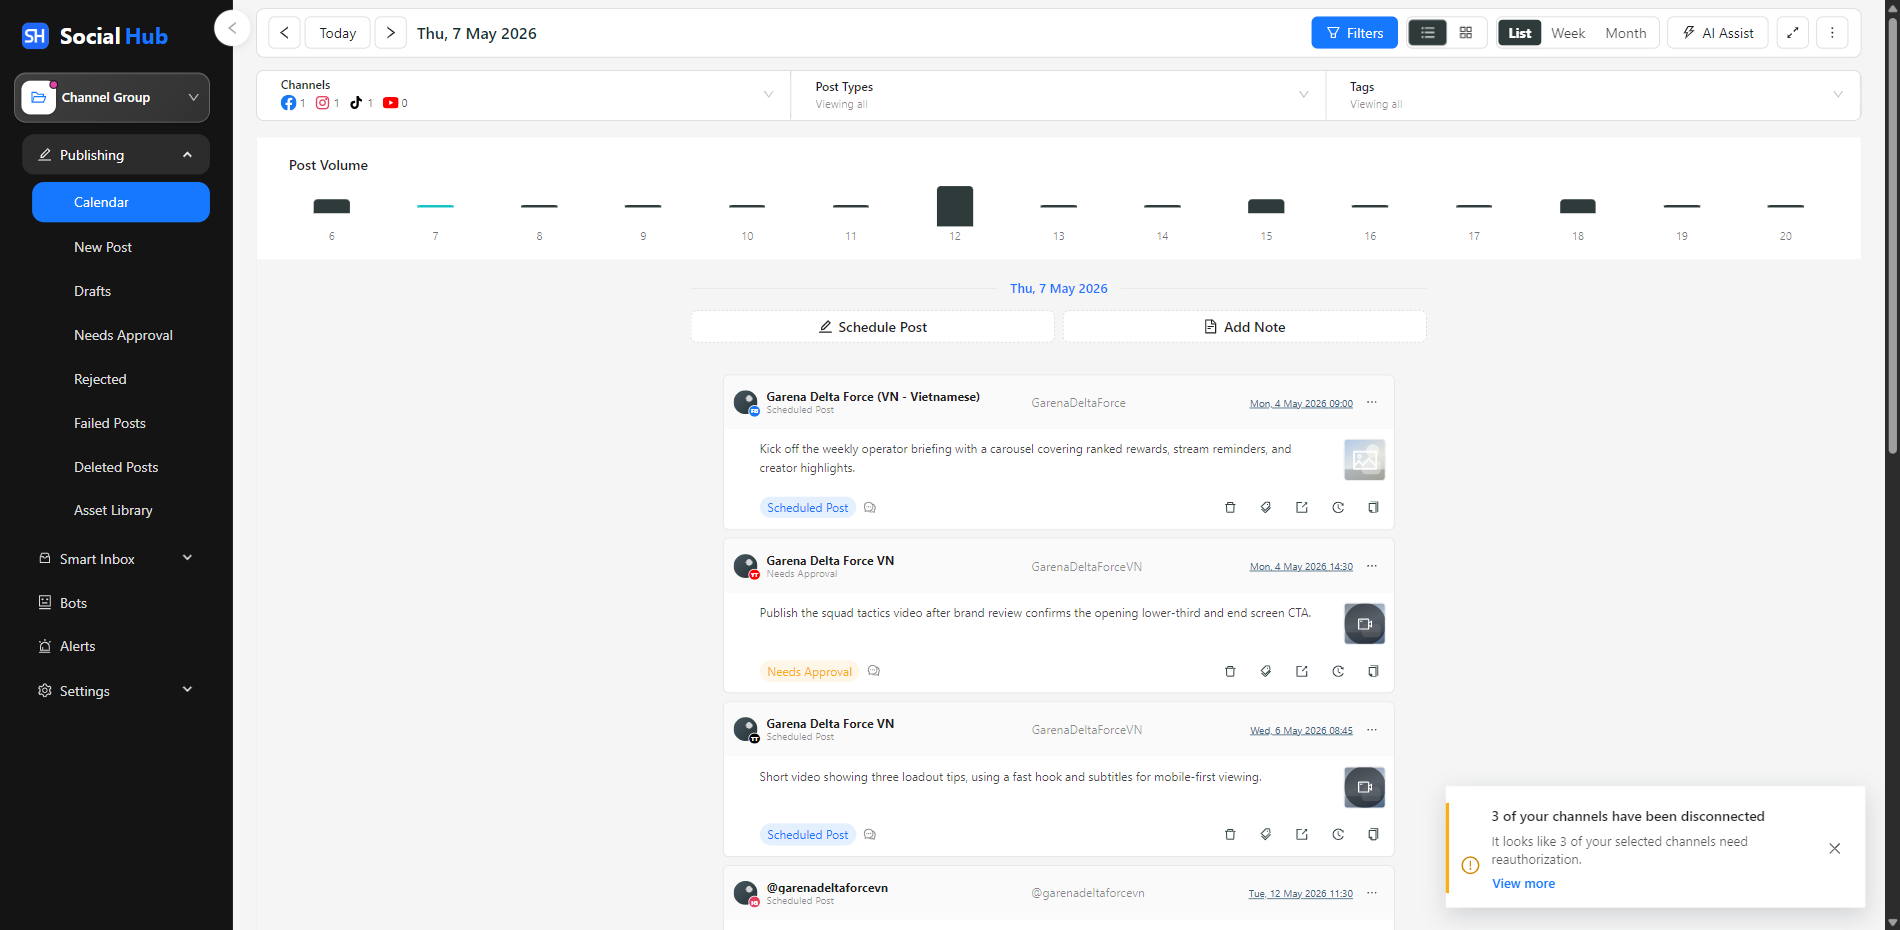 SH Social Hub
Channel Group
Publishing
Calendar
New Post
Drafts
Needs Approval
Rejected
Failed Posts
Deleted Posts
Asset Library
Smart Inbox
Bots
Alerts
Settings
Today
Thu, 7 May 2026
Filters
List Week Month
AI Assist
Channels
1 1 1 0
Post Types
Viewing all
Tags
Viewing all
Post Volume
6 7 8 9 10 11 12 13 14 15 16 17 18 19 20
Thu, 7 May 2026
Schedule Post
Add Note
Garena Delta Force (VN - Vietnamese)
Scheduled Post
GarenaDeltaForce
Mon, 4 May 2026 09:00
FB
Kick off the weekly operator briefing with a carousel covering ranked rewards, stream reminders, and
creator highlights.
Scheduled Post
Garena Delta Force VN
Needs Approval
GarenaDeltaForceVN
Mon, 4 May 2026 14:30
YT
Publish the squad tactics video after brand review confirms the opening lower-third and end screen CTA.
Needs Approval
Garena Delta Force VN
Scheduled Post
GarenaDeltaForceVN
Wed, 6 May 2026 08:45
TT
Short video showing three loadout tips, using a fast hook and subtitles for mobile-first viewing.
Scheduled Post
@garenadeltaforcevn
Scheduled Post
@garenadeltaforcevn
Tue, 12 May 2026 11:30
IG
3 of your channels have been disconnected
It looks like 3 of your selected channels need
reauthorization.
View more